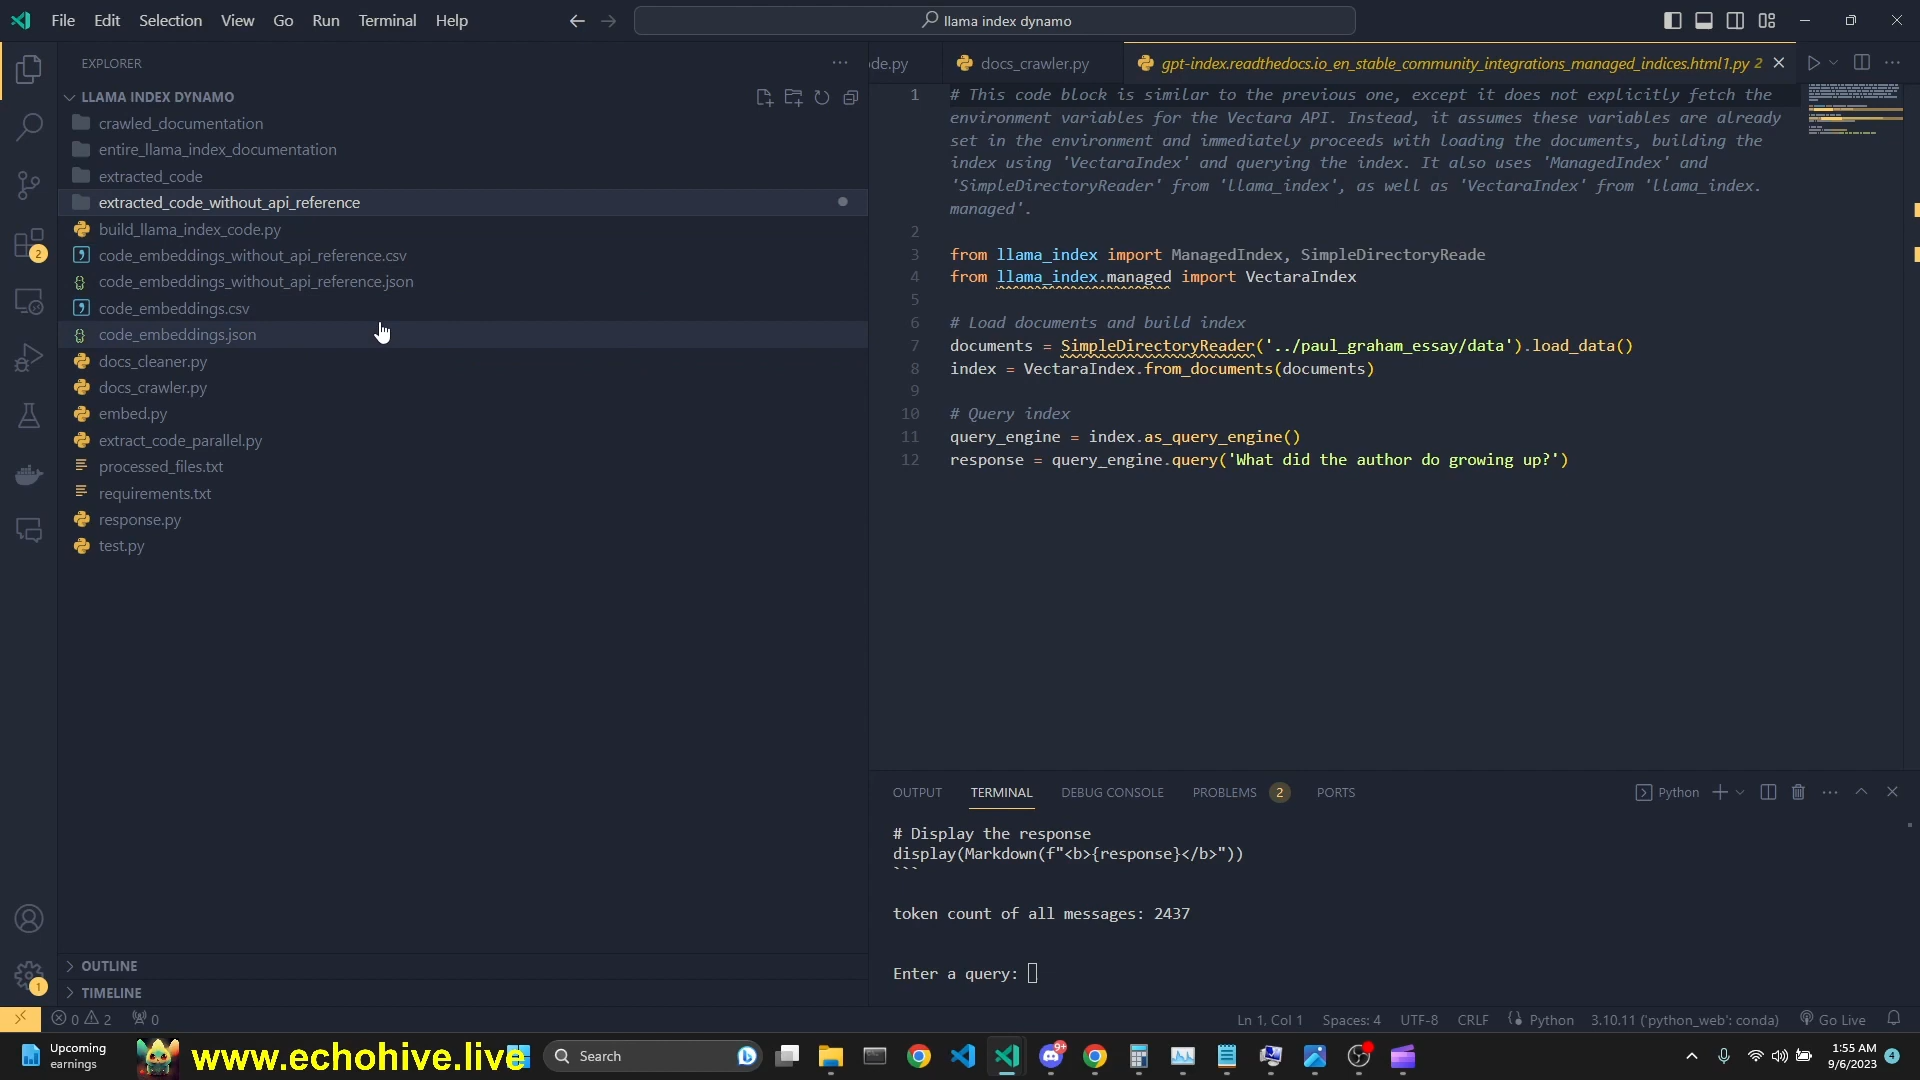 File Edit Selection View Go Run Terminal Help
llama index dynamo
EXPLORER
de.py
docs_crawler.py
gpt-index.readthedocs.io_en_stable_community_integrations_managed_indices.html1.py 2
LLAMA INDEX DYNAMO
crawled_documentation
entire_llama_index_documentation
extracted_code
extracted_code_without_api_reference
build_llama_index_code.py
code_embeddings_without_api_reference.csv
code_embeddings_without_api_reference.json
code_embeddings.csv
code_embeddings.json
docs_cleaner.py
docs_crawler.py
embed.py
extract_code_parallel.py
processed_files.txt
requirements.txt
response.py
test.py
OUTLINE
TIMELINE
2
1
1 # This code block is similar to the previous one, except it does not explicitly fetch the
environment variables for the Vectara API. Instead, it assumes these variables are already
set in the environment and immediately proceeds with loading the documents, building the
index using 'VectaraIndex' and querying the index. It also uses 'ManagedIndex' and
'SimpleDirectoryReader' from 'llama_index', as well as 'VectaraIndex' from 'llama_index.
managed'.
2
3 from llama_index import ManagedIndex, SimpleDirectoryReade
4 from llama_index.managed import VectaraIndex
5
6 # Load documents and build index
7 documents = SimpleDirectoryReader('../paul_graham_essay/data').load_data()
8 index = VectaraIndex.from_documents(documents)
9
10 # Query index
11 query_engine = index.as_query_engine()
12 response = query_engine.query('What did the author do growing up?')
OUTPUT TERMINAL DEBUG CONSOLE PROBLEMS 2 PORTS
Python
# Display the response
display(Markdown(f"<b>{response}</b>"))
```
token count of all messages: 2437
Enter a query:
0 2 0
Ln 1, Col 1 Spaces: 4 UTF-8 CRLF Python 3.10.11 ('python_web': conda) Go Live
Upcoming
earnings
www.echohive.live
Search
9+
1:55 AM
9/6/2023
4